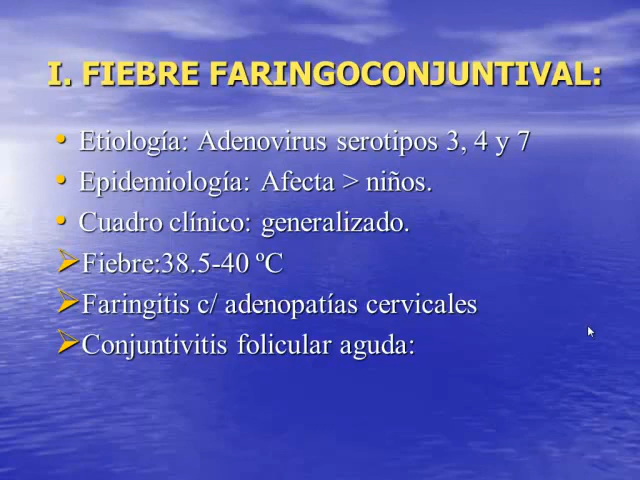 I. FIEBRE FARINGOCONJUNTIVAL:
• Etiología: Adenovirus serotipos 3, 4 y 7
• Epidemiología: Afecta > niños.
• Cuadro clínico: generalizado.
➢Fiebre:38.5-40 ºC
➢Faringitis c/ adenopatías cervicales
➢Conjuntivitis folicular aguda: